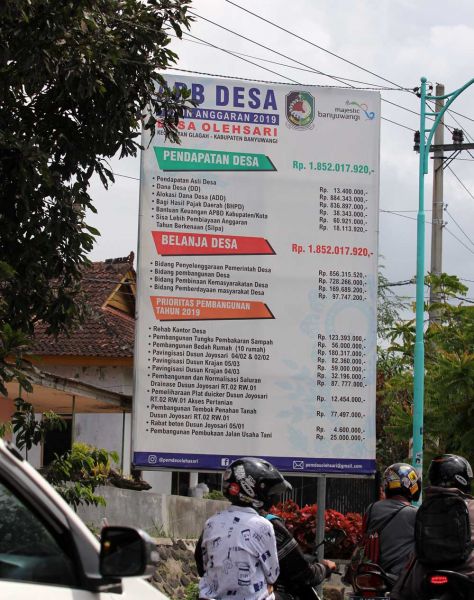 APB DESA
TAHUN ANGGARAN 2019
DESA OLEHSARI
KECAMATAN GLAGAH - KABUPATEN BANYUWANGI
majestic
banyuwangi
PENDAPATAN DESA Rp. 1.852.017.920,-
• Pendapatan Asli Desa Rp. 13.400.000,-
• Dana Desa (DD) Rp. 884.343.000,-
• Alokasi Dana Desa (ADD) Rp. 836.897.000,-
• Bagi Hasil Pajak Daerah (BHPD) Rp. 38.343.000,-
• Bantuan Keuangan APBD Kabupaten/Kota Rp. 60.921.000,-
• Sisa Lebih Pembiayaan Anggaran Rp. 18.113.920,-
Tahun Berkenaan (Silpa)
BELANJA DESA Rp. 1.852.017.920,-
• Bidang Penyelenggaraan Pemerintah Desa Rp. 856.315.520,-
• Bidang pembangunan Desa Rp. 728.266.000,-
• Bidang Pembinaan Kemasyarakatan Desa Rp. 169.689.200,-
• Bidang Pemberdayaan masyarakat Desa Rp. 97.747.200,-
PRIORITAS PEMBANGUNAN
TAHUN 2019
• Rehab Kantor Desa Rp. 123.393.000,-
• Pembangunan Tungku Pembakaran Sampah Rp. 56.000.000,-
• Pembangunan Bedah Rumah (10 rumah) Rp. 180.317.000,-
• Pavingisasi Dusun Joyosari 04/02 & 02/02 Rp. 82.360.000,-
• Pavingisasi Dusun Krajan 05/03 Rp. 59.000.000,-
• Pavingisasi Dusun Krajan 04/03 Rp. 32.196.000,-
• Pembangunan dan Normalisasi Saluran Rp. 87.777.000,-
Drainase Dusun Joyosari RT.02 RW.01
• Pemeliharaan Plat duicker Dusun Joyosari Rp. 12.454.000,-
RT.02 RW.01 Akses Pertanian
• Pembangunan Tembok Penahan Tanah Rp. 77.497.000,-
Dusun Joyosari RT.02 RW.01
• Rabat beton Dusun Joyosari 05/01 Rp. 4.600.000,-
• Pembangunan Pembukaan Jalan Usaha Tani Rp. 25.000.000,-
@pemdesolehsari
pemdesolehsari@gmail.com